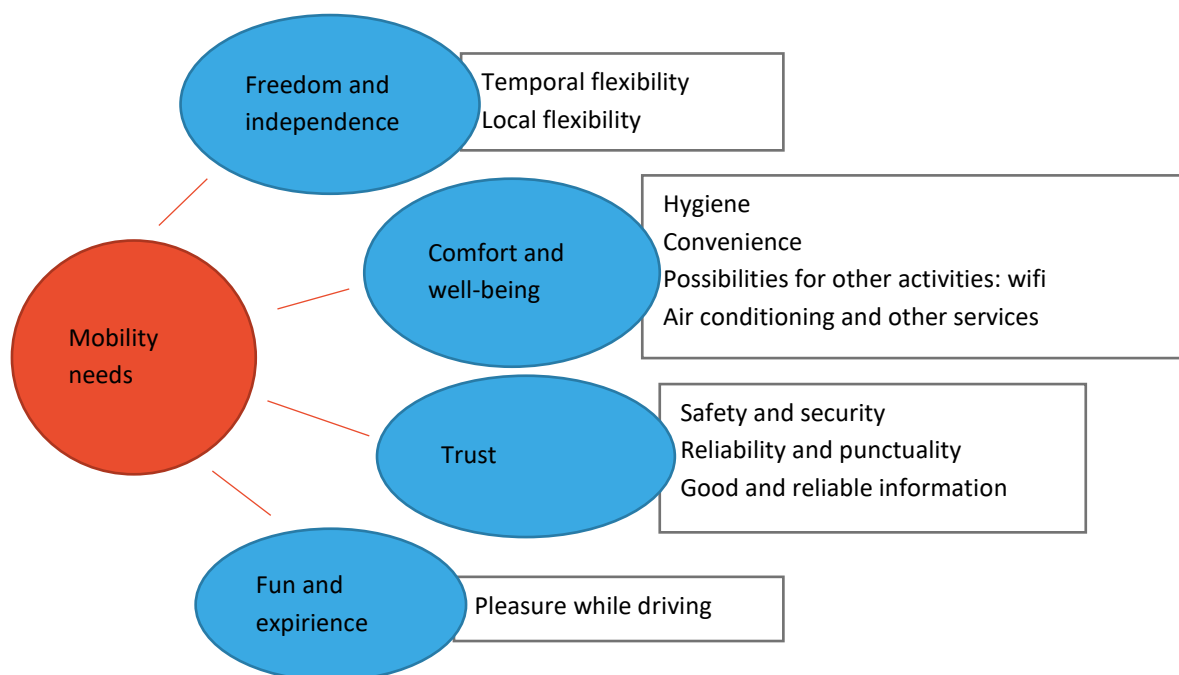 Freedom and
independence
Temporal flexibility
Local flexibility
Comfort and
well-being
Hygiene
Convenience
Possibilities for other activities: wifi
Air conditioning and other services
Mobility
needs
Trust
Safety and security
Reliability and punctuality
Good and reliable information
Fun and
expirience
Pleasure while driving